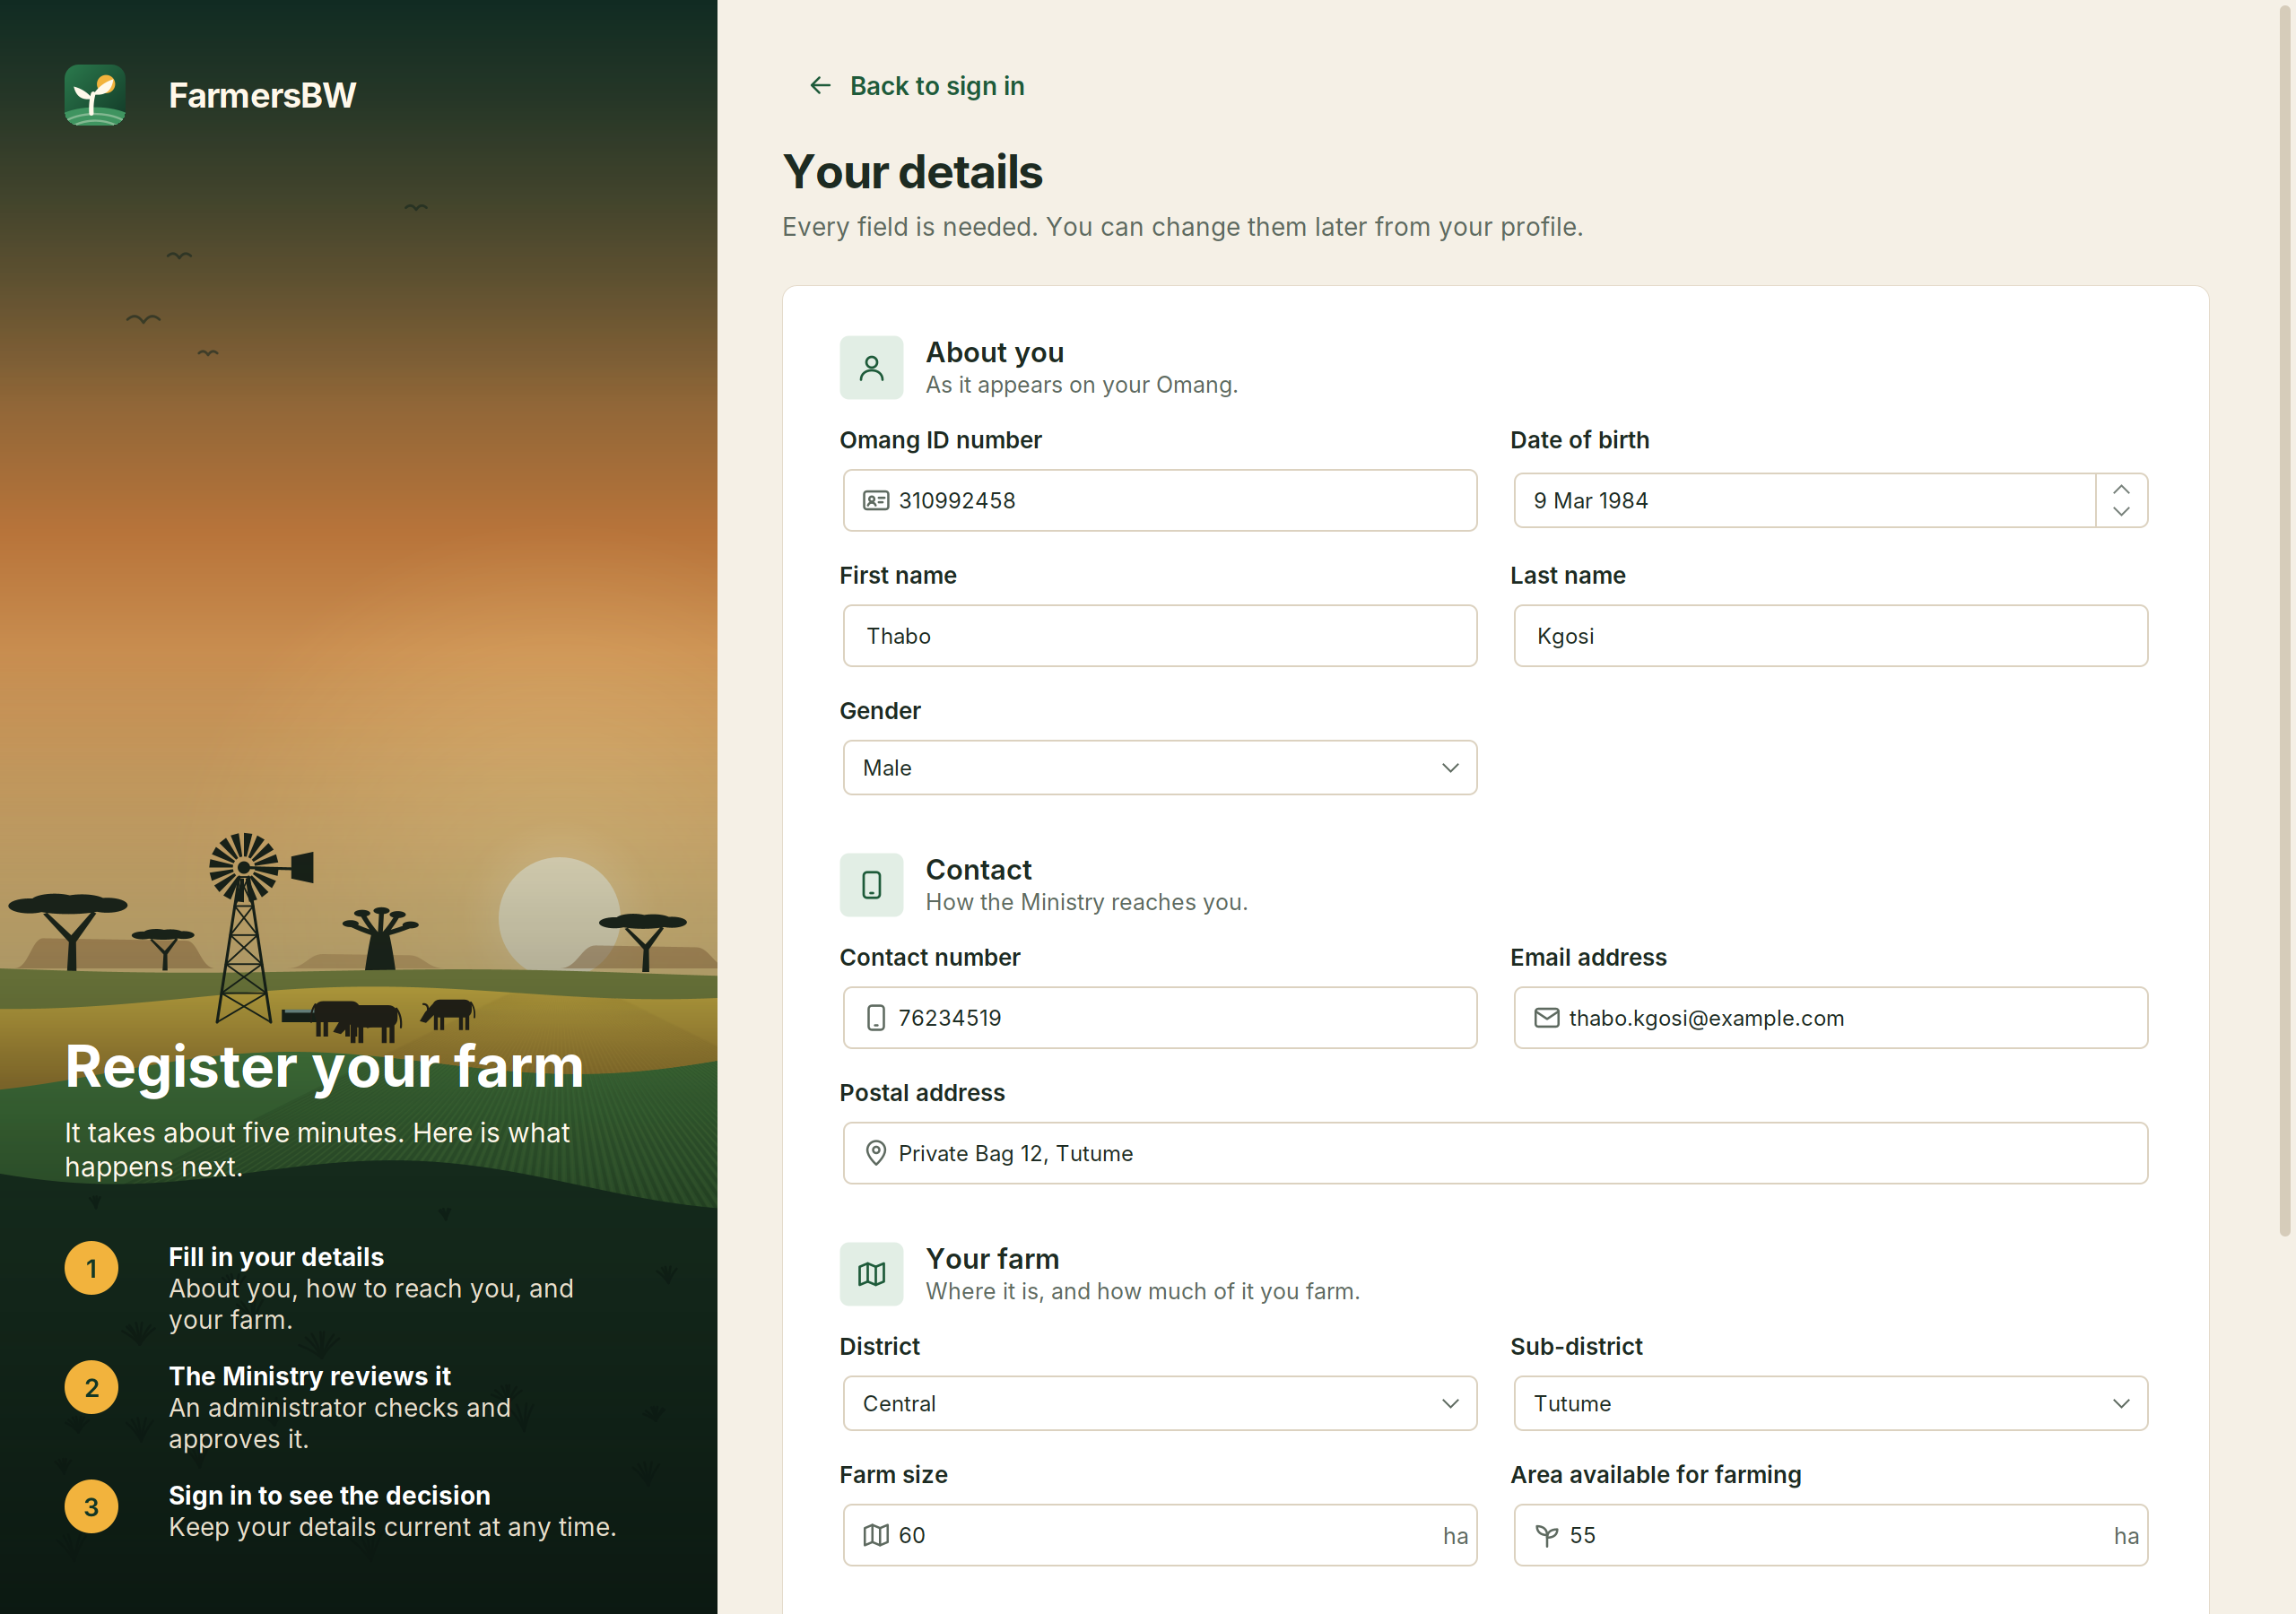 FarmersBW
Register your farm
It takes about five minutes. Here is what
happens next.
1
Fill in your details
About you, how to reach you, and
your farm.
2
The Ministry reviews it
An administrator checks and
approves it.
3
Sign in to see the decision
Keep your details current at any time.
Back to sign in
Your details
Every field is needed. You can change them later from your profile.
About you
As it appears on your Omang.
Omang ID number
310992458
Date of birth
9 Mar 1984
First name
Thabo
Last name
Kgosi
Gender
Male
Contact
How the Ministry reaches you.
Contact number
76234519
Email address
thabo.kgosi@example.com
Postal address
Private Bag 12, Tutume
Your farm
Where it is, and how much of it you farm.
District
Central
Sub-district
Tutume
Farm size
60 ha
Area available for farming
55 ha